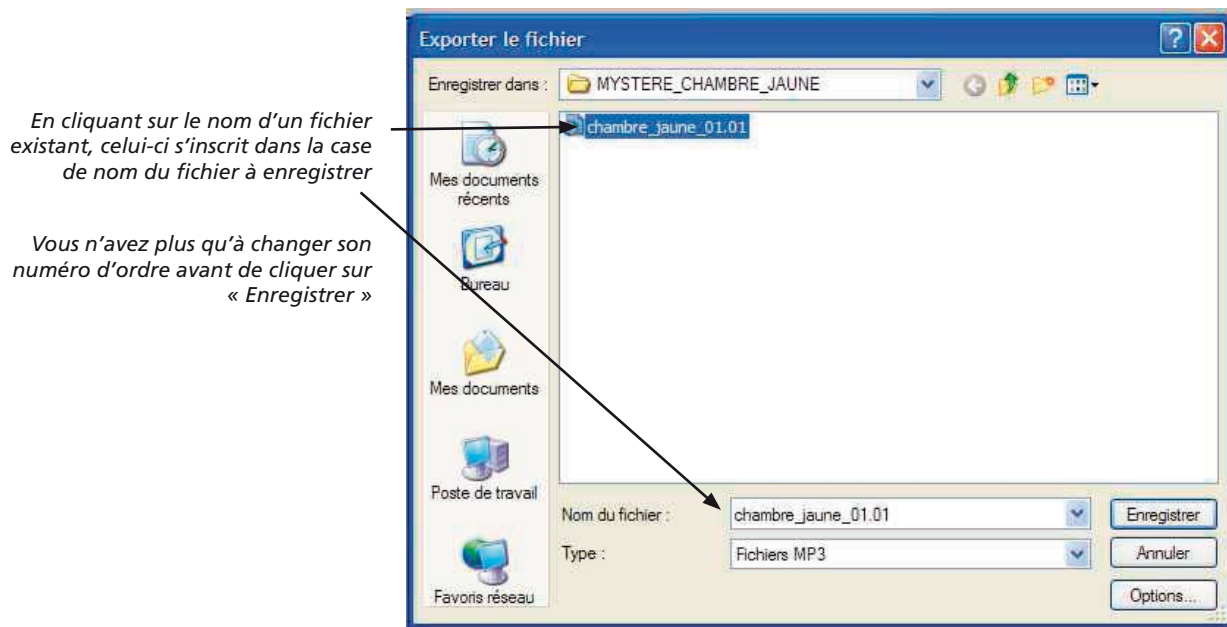 Exporter le fichier
Enregistrer dans :
MYSTERE_CHAMBRE_JAUNE
En cliquant sur le nom d’un fichier
existant, celui-ci s’inscrit dans la case
de nom du fichier à enregistrer
Vous n’avez plus qu’à changer son
numéro d’ordre avant de cliquer sur
« Enregistrer »
chambre_jaune_01.01
Mes documents
récents
Bureau
Mes documents
Poste de travail
Favoris réseau
Nom du fichier :
chambre_jaune_01.01
Enregistrer
Type :
Fichiers MP3
Annuler
Options...